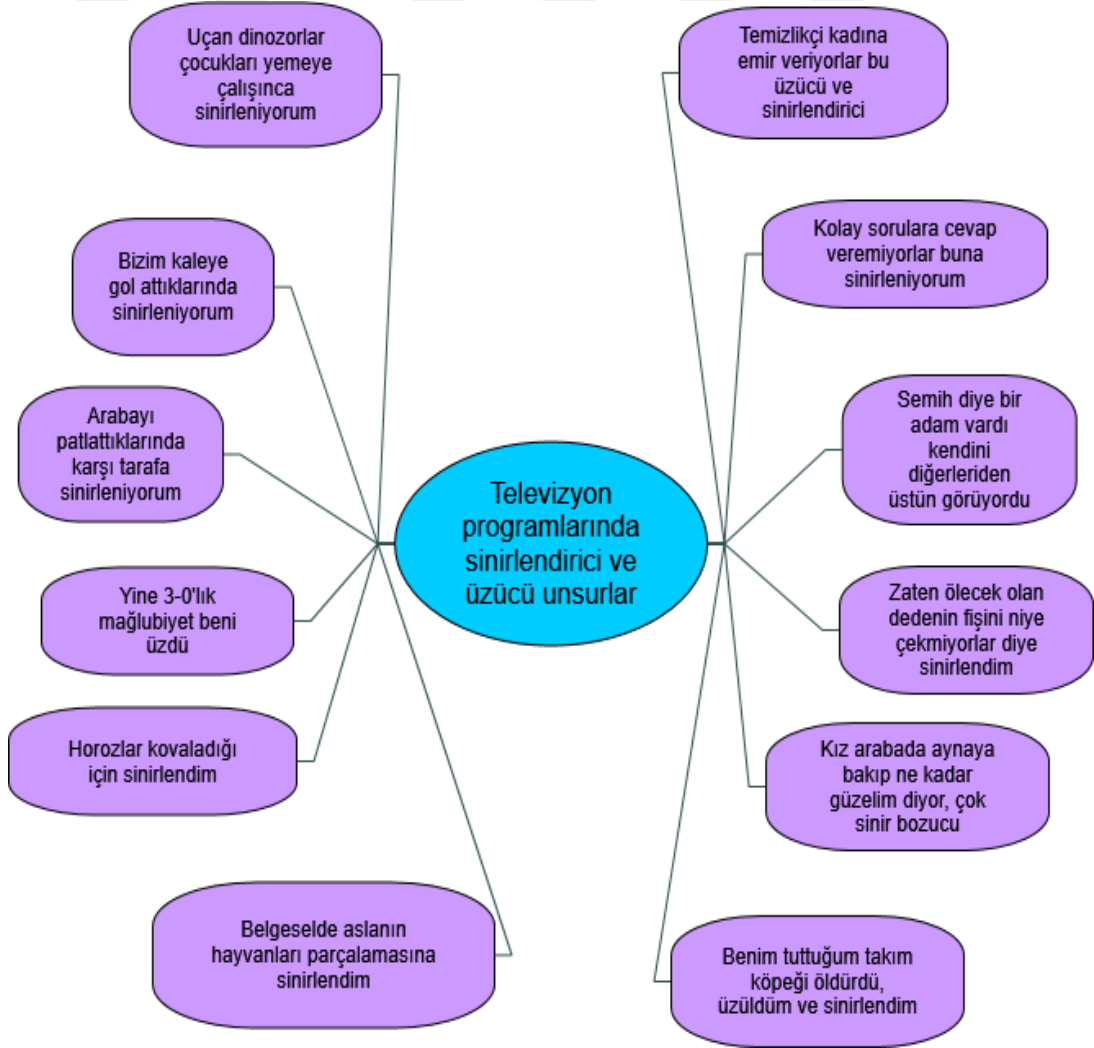 Uçan dinozorlar
çocukları yemeye
çalışınca
sinirleniyorum
Temizlikçi kadına
emir veriyorlar bu
üzücü ve
sinirlendirici
Bizim kaleye
gol attıklarında
sinirleniyorum
Kolay sorulara cevap
veremiyorlar buna
sinirleniyorum
Arabayı
patlattıklarında
karşı tarafa
sinirleniyorum
Semih diye bir
adam vardı
kendini
diğerleriden
üstün görüyordu
Televizyon
programlarında
sinirlendirici ve
üzücü unsurlar
Yine 3-0'lık
mağlubiyet beni
üzdü
Zaten ölecek olan
dedenin fişini niye
çekmiyorlar diye
sinirlendim
Horozlar kovaladığı
için sinirlendim
Kız arabada aynaya
bakıp ne kadar
güzelim diyor, çok
sinir bozucu
Belgeselde aslanın
hayvanları parçalamasına
sinirlendim
Benim tuttuğum takım
köpeği öldürdü,
üzüldüm ve sinirlendim